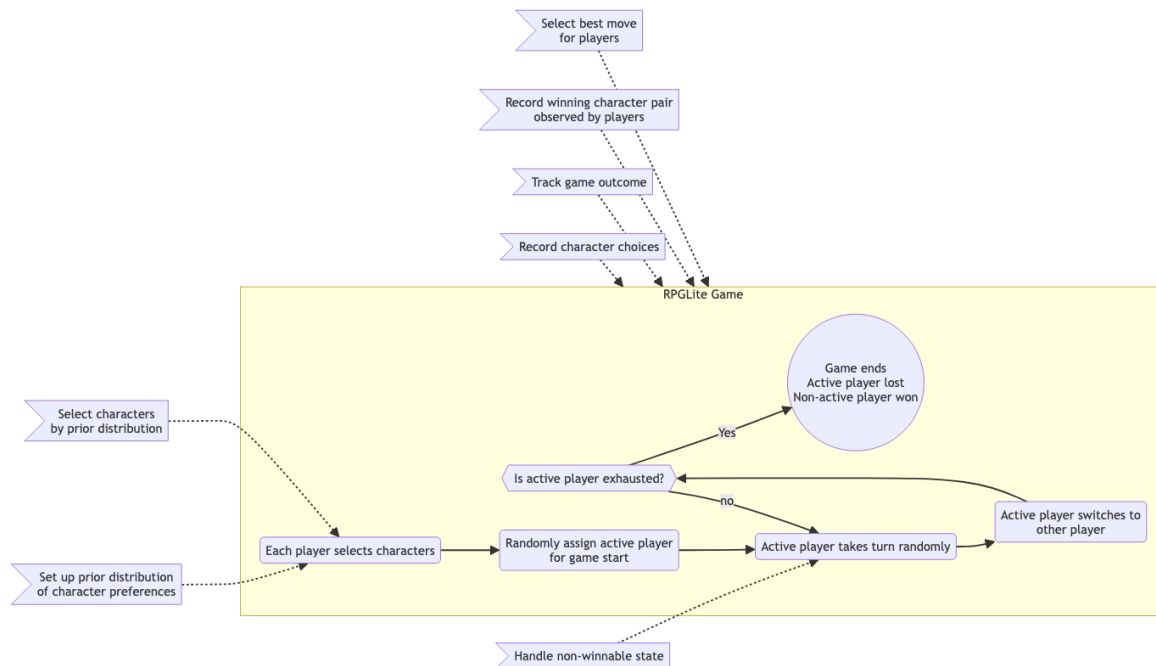 Select best move
for players
Record winning character pair
observed by players
Track game outcome
Record character choices
RPGLite Game
Game ends
Active player lost
Non-active player won
Select characters
by prior distribution
Yes
Is active player exhausted?
no
Active player switches to
other player
Each player selects characters
Randomly assign active player
for game start
Active player takes turn randomly
Set up prior distribution
of character preferences
Handle non-winnable state